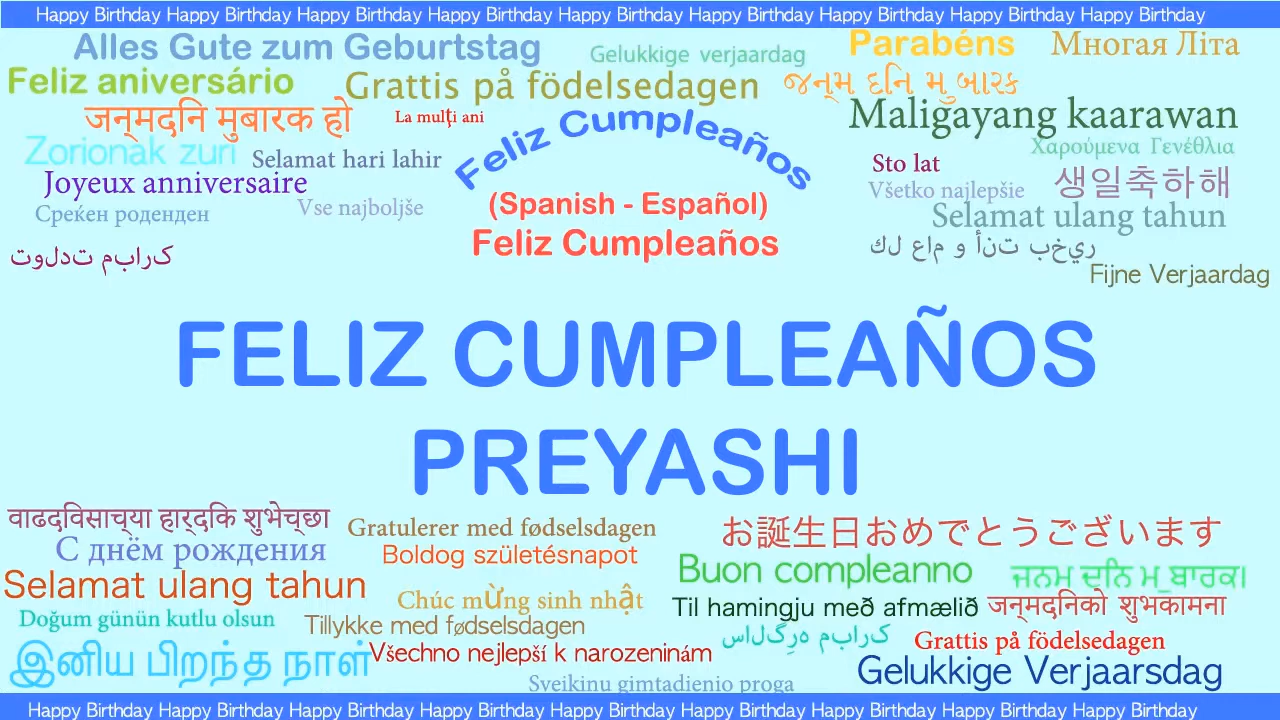 Happy Birthday Happy Birthday Happy Birthday Happy Birthday Happy Birthday Happy Birthday Happy Birthday Happy Birthday Happy Birthday
Alles Gute zum Geburtstag
Gelukkige verjaardag
Parabéns
Многая Літа
Feliz aniversário
Grattis på födelsedagen
જન્મ દિન મુબારક
जन्मदिन मुबारक हो
La mulţi ani
Feliz Cumpleaños
Maligayang kaarawan
Zorionak zuri
Selamat hari lahir
Χαρούμενα Γενέθλια
Sto lat
Joyeux anniversaire
(Spanish - Español)
Všetko najlepšie
생일축하해
Среќен роденден
Vse najboljše
Selamat ulang tahun
Feliz Cumpleaños
تولدت مبارک
كل عام و أنت بخير
Fijne Verjaardag
FELIZ CUMPLEAÑOS
PREYASHI
वाढदिवसाच्या हार्दिक शुभेच्छा
Gratulerer med fødselsdagen
お誕生日おめでとうございます
С днём рождения
Boldog születésnapot
Buon compleanno
ਜਨਮ ਦਿਨ ਮੁਬਾਰਕ।
Selamat ulang tahun
Chúc mừng sinh nhật
Til hamingju með afmælið
जन्मदिनको शुभकामना
Doğum günün kutlu olsun
Tillykke med fødselsdagen
سالگرہ مبارک
Grattis på födelsedagen
இனிய பிறந்த நாள்
Všechno nejlepší k narozeninám
Gelukkige Verjaarsdag
Sveikinu gimtadienio proga
Happy Birthday Happy Birthday Happy Birthday Happy Birthday Happy Birthday Happy Birthday Happy Birthday Happy Birthday Happy Birthday